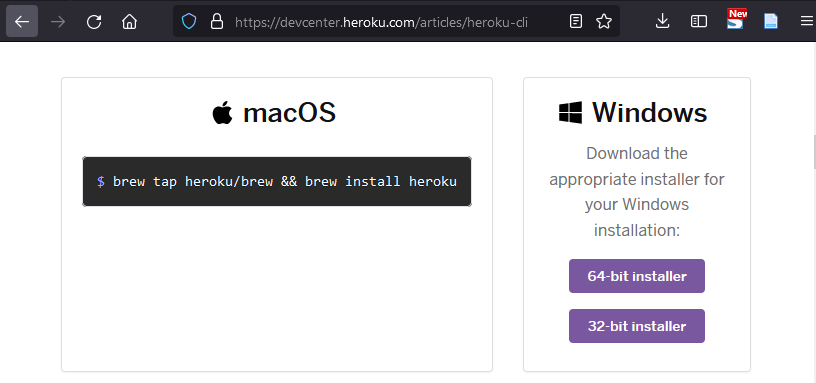 https://devcenter.heroku.com/articles/heroku-cli
New
S
macOS
$ brew tap heroku/brew && brew install heroku
Windows
Download the
appropriate installer for
your Windows
installation:
64-bit installer
32-bit installer